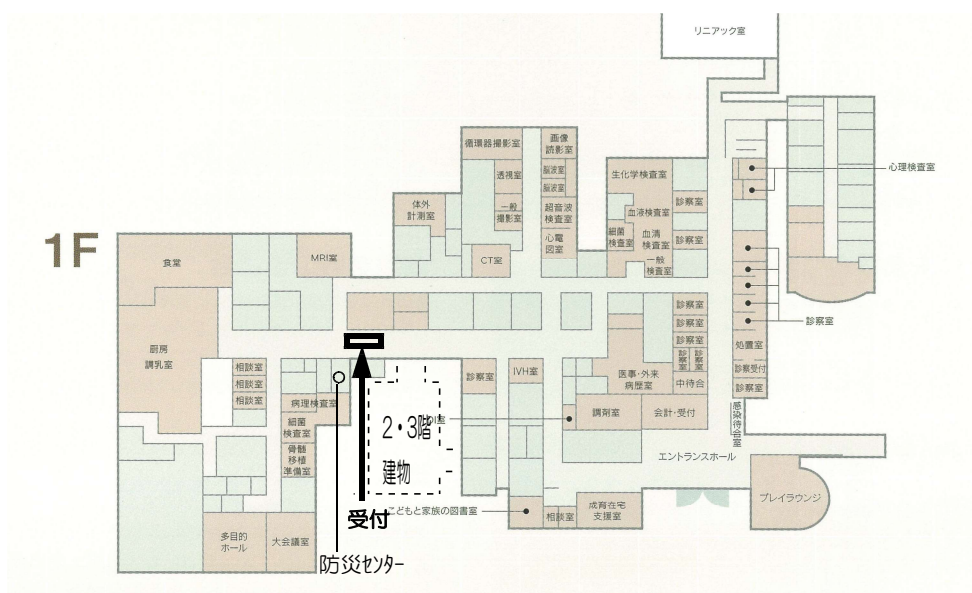 リニアック室
循環器撮影室
画像
読影室
心理検査室
透視室
脳波室
脳波室
生化学検査室
体外
計測室
一般
撮影室
超音波
検査室
血液検査室
診察室
細菌
検査室
血清
検査室
診察室
心電
図室
1F
食堂
MRI室
CT室
一般
検査室
診察室
診察室
診察室
診察室
処置室
厨房
調乳室
相談室
相談室
相談室
診察室
IVH室
医事・外来
病歴室
診察室
診察室
中待合
診察受付
診察室
病理検査室
2・3階
建物
調剤室
会計・受付
感染待合室
細菌
検査室
骨髄
移植
準備室
エントランスホール
プレイラウンジ
受付
こどもと家族の図書室
相談室
成育在宅
支援室
多目的
ホール
大会議室
防災センター